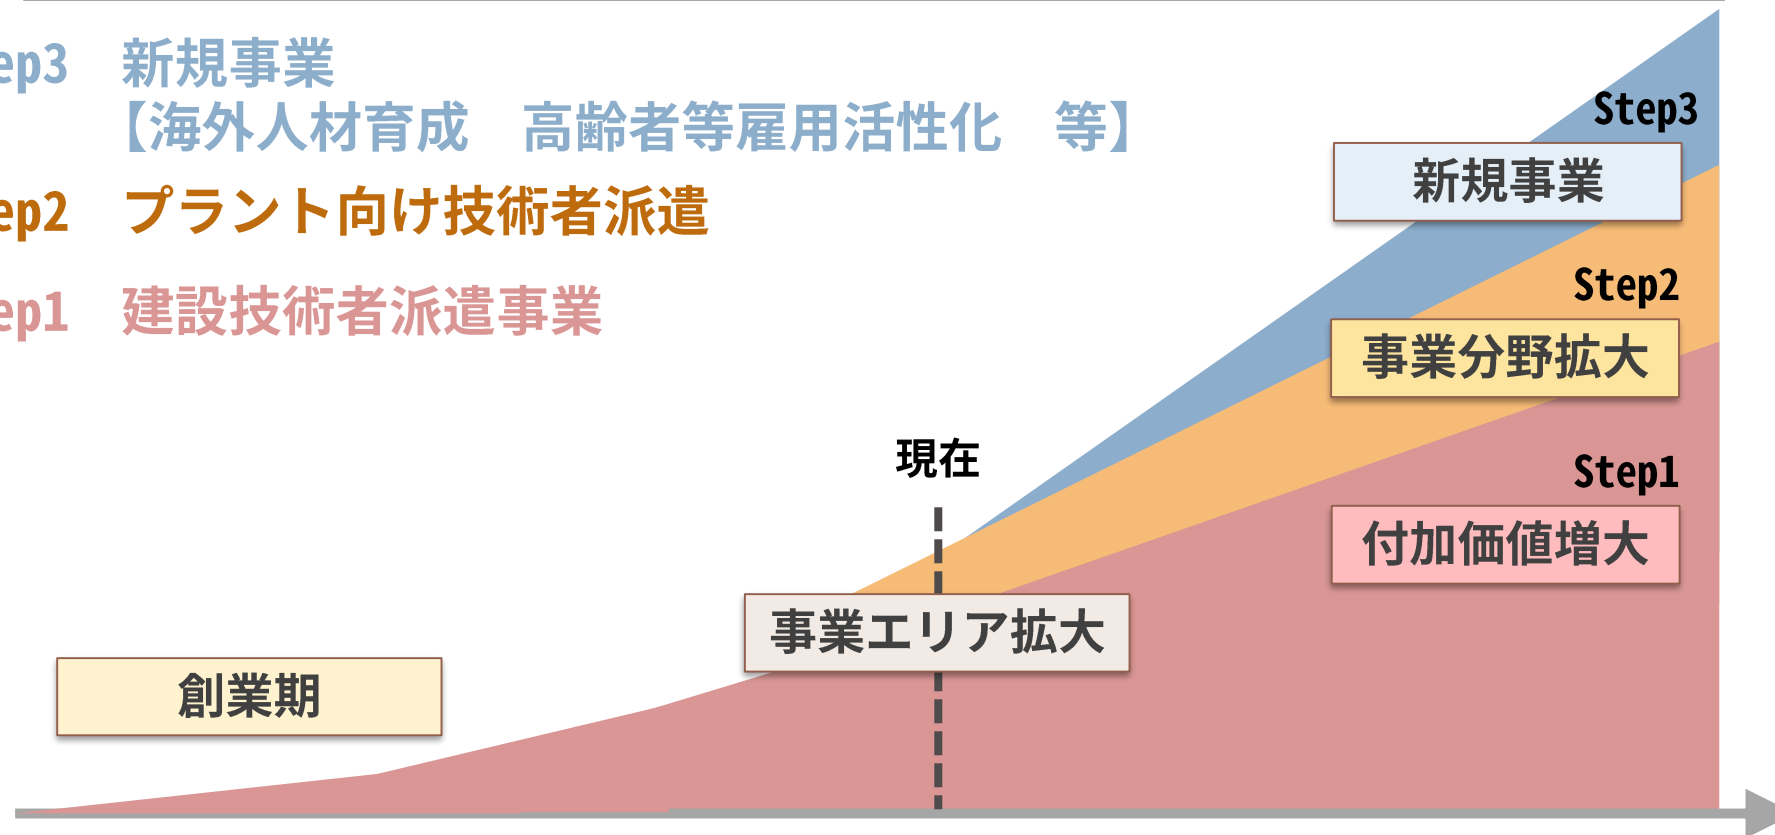 ep3　新規事業
【海外人材育成　高齢者等雇用活性化　等】
ep2　プラント向け技術者派遣
ep1　建設技術者派遣事業
Step3
新規事業
Step2
事業分野拡大
現在
Step1
付加価値増大
事業エリア拡大
創業期